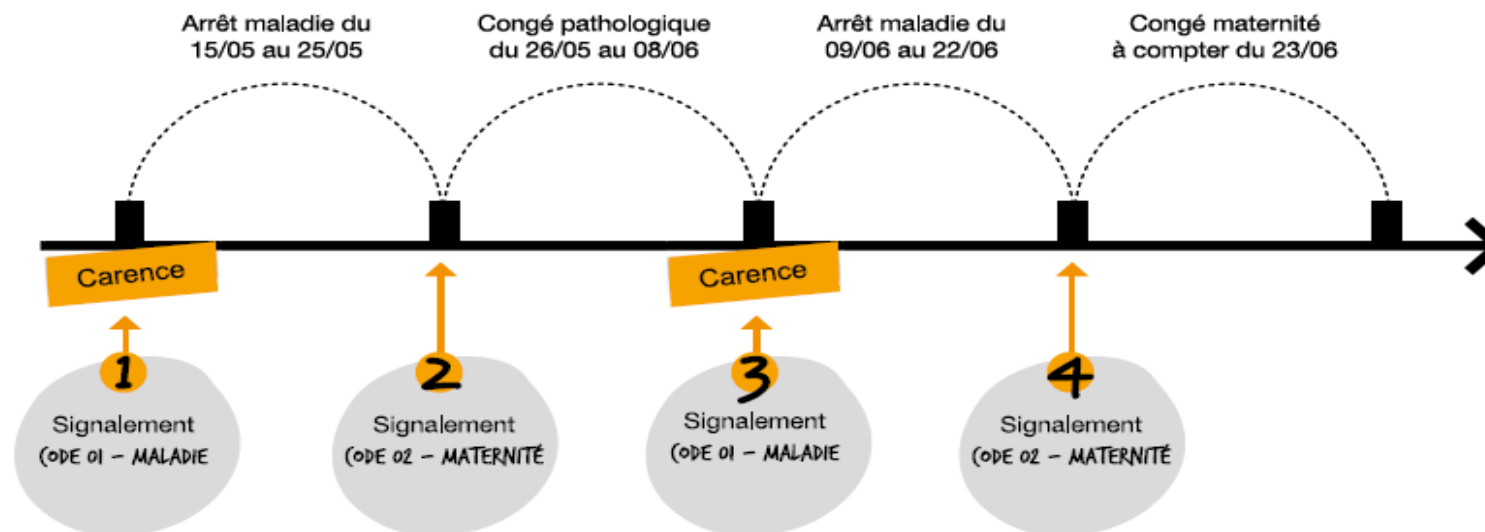 Arrêt maladie du
15/05 au 25/05
Congé pathologique
du 26/05 au 08/06
Arrêt maladie du
09/06 au 22/06
Congé maternité
à compter du 23/06
Carence
Carence
1
Signalement
CODE 01 – MALADIE
2
Signalement
CODE 02 – MATERNITÉ
3
Signalement
CODE 01 – MALADIE
4
Signalement
CODE 02 – MATERNITÉ